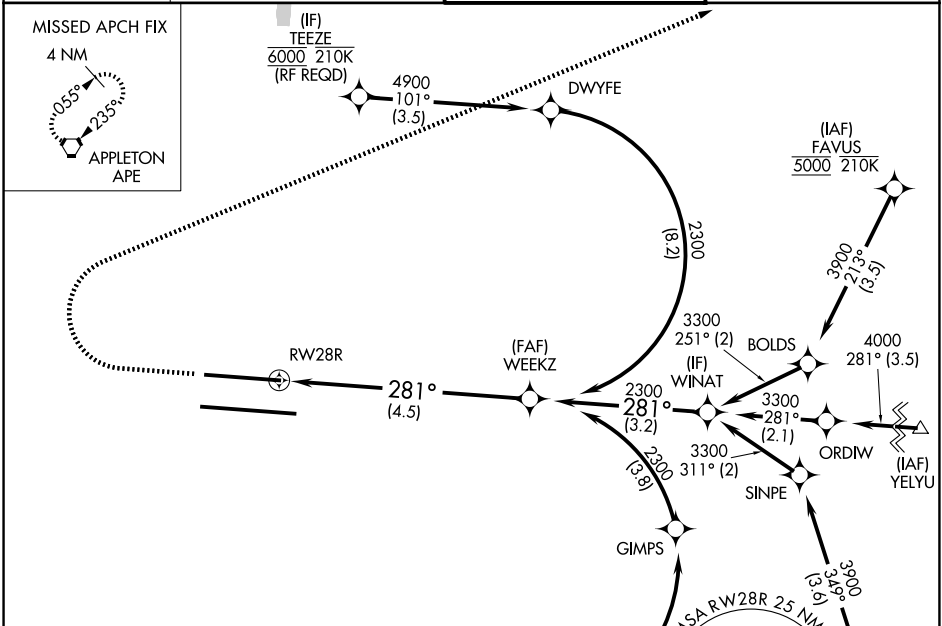 MISSED APCH FIX
4 NM
055°
235°
APPLETON
APE
(IF)
TEEZE
6000 210K
(RF REQD)
4900
101°
(3.5)
DWYFE
(IAF)
FAVUS
5000 210K
2300
(8.2)
3900
213°
(3.5)
3300
251° (2)
BOLDS
4000
281° (3.5)
RW28R
(FAF)
WEEKZ
(IF)
WINAT
281°
(4.5)
2300
281°
(3.2)
3300
281°
(2.1)
ORDIW
(IAF)
YELYU
3300
311° (2)
SINPE
2300
(3.8)
GIMPS
3900
349°
(3.6)
SA RW28R 25 NM